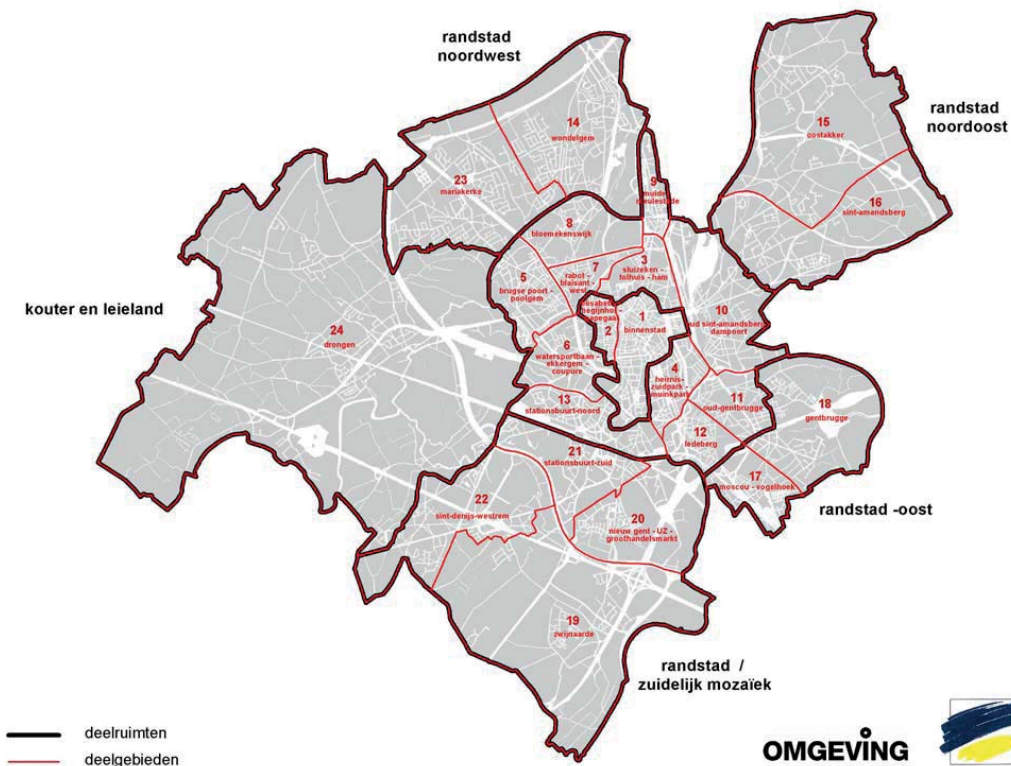 randstad
noordwest
14
wondelgem
15
oostakker
randstad
noordoost
23
mariakerke
9
muide
16
sint-amandsberg
8
bloemekenswijk
3
sluizeken -
tolhuis - ham
7
rabot -
blaisant -
west
5
brugse poort -
poolgem
kouter en leieland
24
drongen
10
oud sint-amandsberg
dampoort
1
binnenstad
begijnhof -
2
6
watersportbaan -
ekkergem -
coupure
4
heirnis-
zuidpark -
muinkpark
18
gentbrugge
11
oud-gentbrugge
13
stationsbuurt-noord
12
ledeberg
21
stationsbuurt-zuid
17
moscou - vogelhoek
randstad -oost
22
sint-denijs-westrem
20
nieuw gent - UZ -
groothandelsmarkt
19
zwijnaarde
randstad /
zuidelijk mozaïek
deelruimten
deelgebieden
OMGEVING